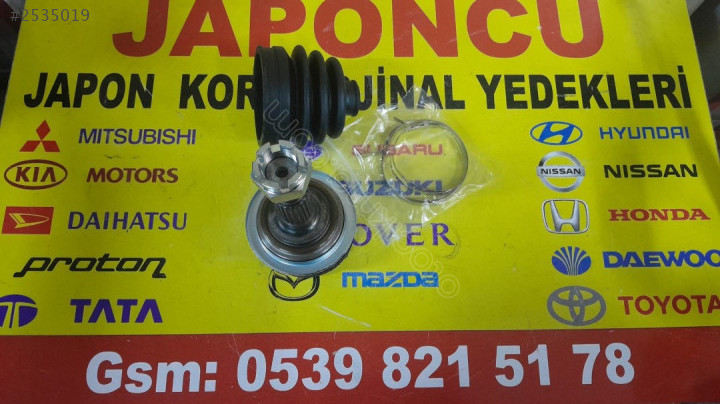 #2535019
JAPONCU
JAPON KOR JİNAL YEDEKLERİ
MITSUBISHI
HYUNDAI
SUBARU
KIA MOTORS
NISSAN NISSAN
SUZUKI
DAIHATSU
HONDA
OVER
proton
DAEWOO
mazda
TATA
TOYOTA
Gsm: 0539 821 51 78